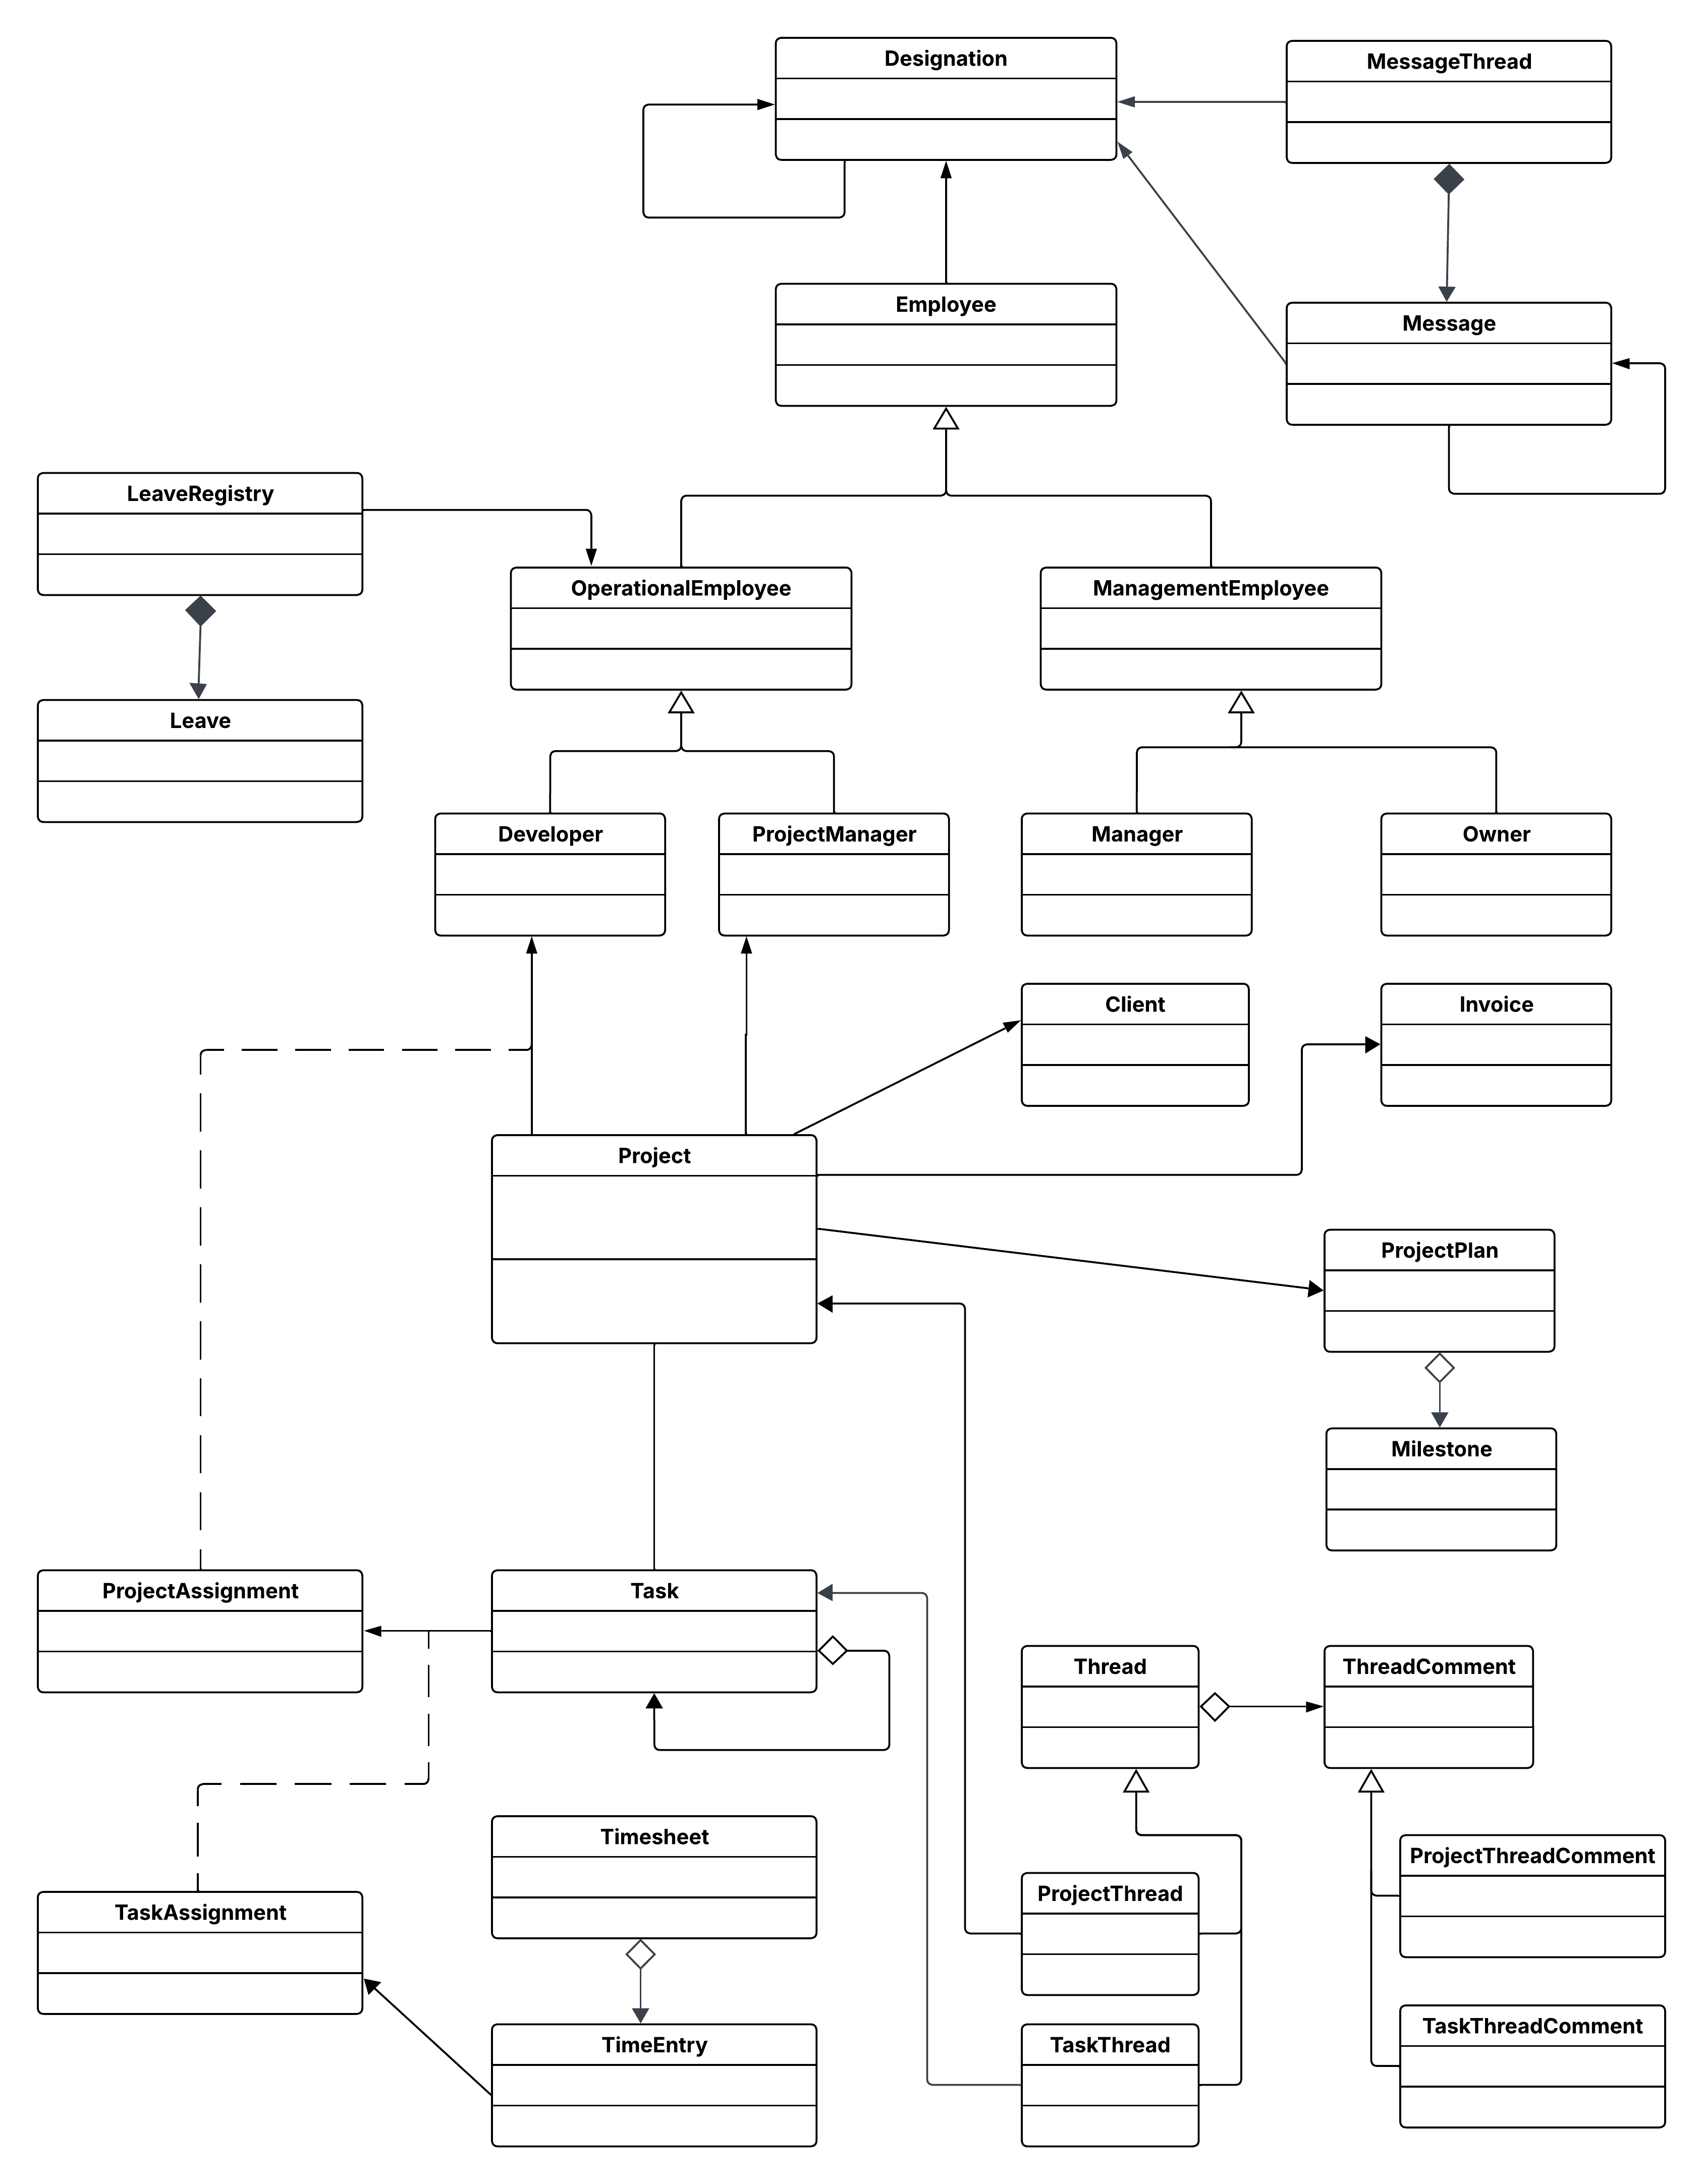 Designation
MessageThread
Employee
Message
LeaveRegistry
OperationalEmployee
ManagementEmployee
Leave
Developer
ProjectManager
Manager
Owner
Client
Invoice
Project
ProjectPlan
Milestone
ProjectAssignment
Task
Thread
ThreadComment
Timesheet
ProjectThreadComment
ProjectThread
TaskAssignment
TaskThreadComment
TimeEntry
TaskThread